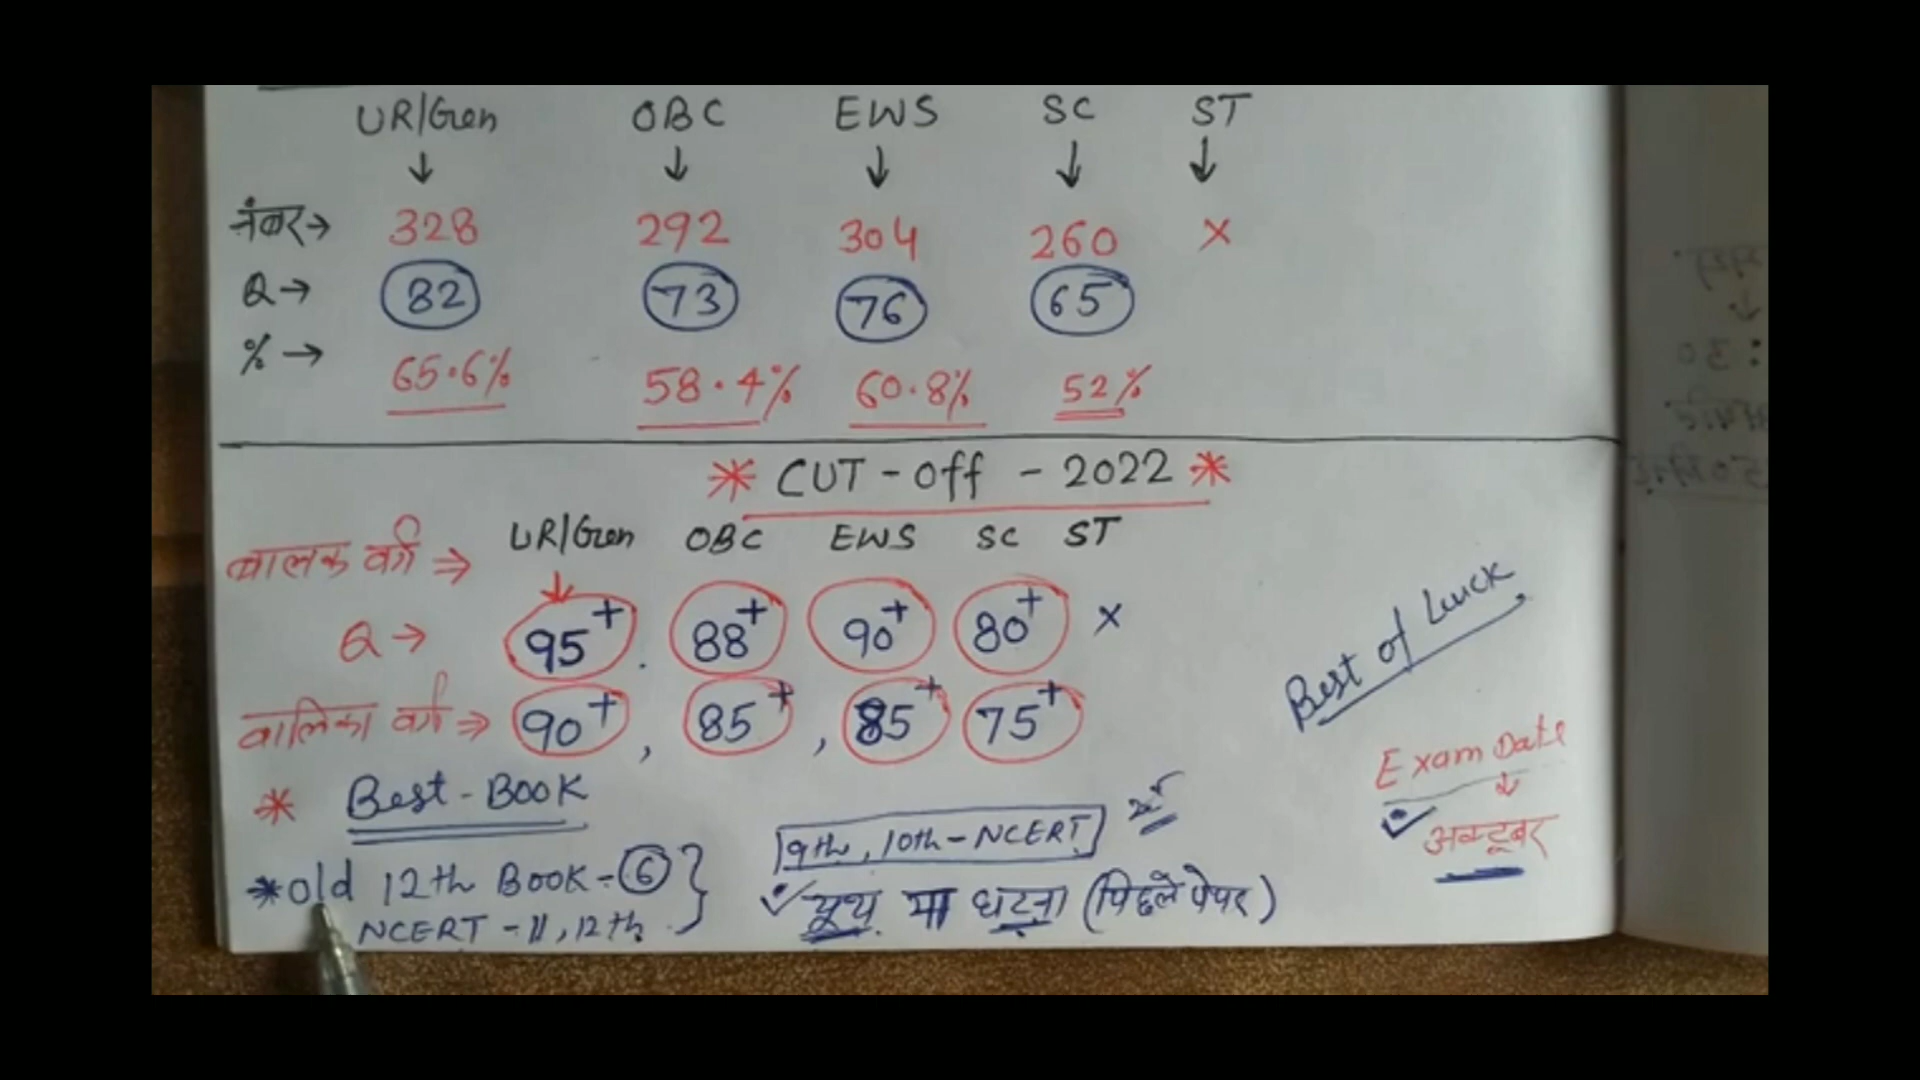 UR/Gen OBC EWS SC ST
↓ ↓ ↓ ↓ ↓
नंबर→ 328 292 304 260 ×
Q→ 82 73 76 65
%→ 65.6% 58.4% 60.8% 52%
* CUT-off - 2022 *
UR/Gen OBC EWS SC ST
बालक वर्ग ⇒
Q→ 95+ . 88+ 90+ 80+ ×
बालिका वर्ग ⇒ 90+ , 85+ , 85+ 75+
Best of Luck
Exam Date
↓
अक्टूबर
* Best-Book
9th, 10th-NCERT
*old 12th BOOK-6
NCERT-11,12th
यूथ या घटना (पिछले पेपर)
: 30